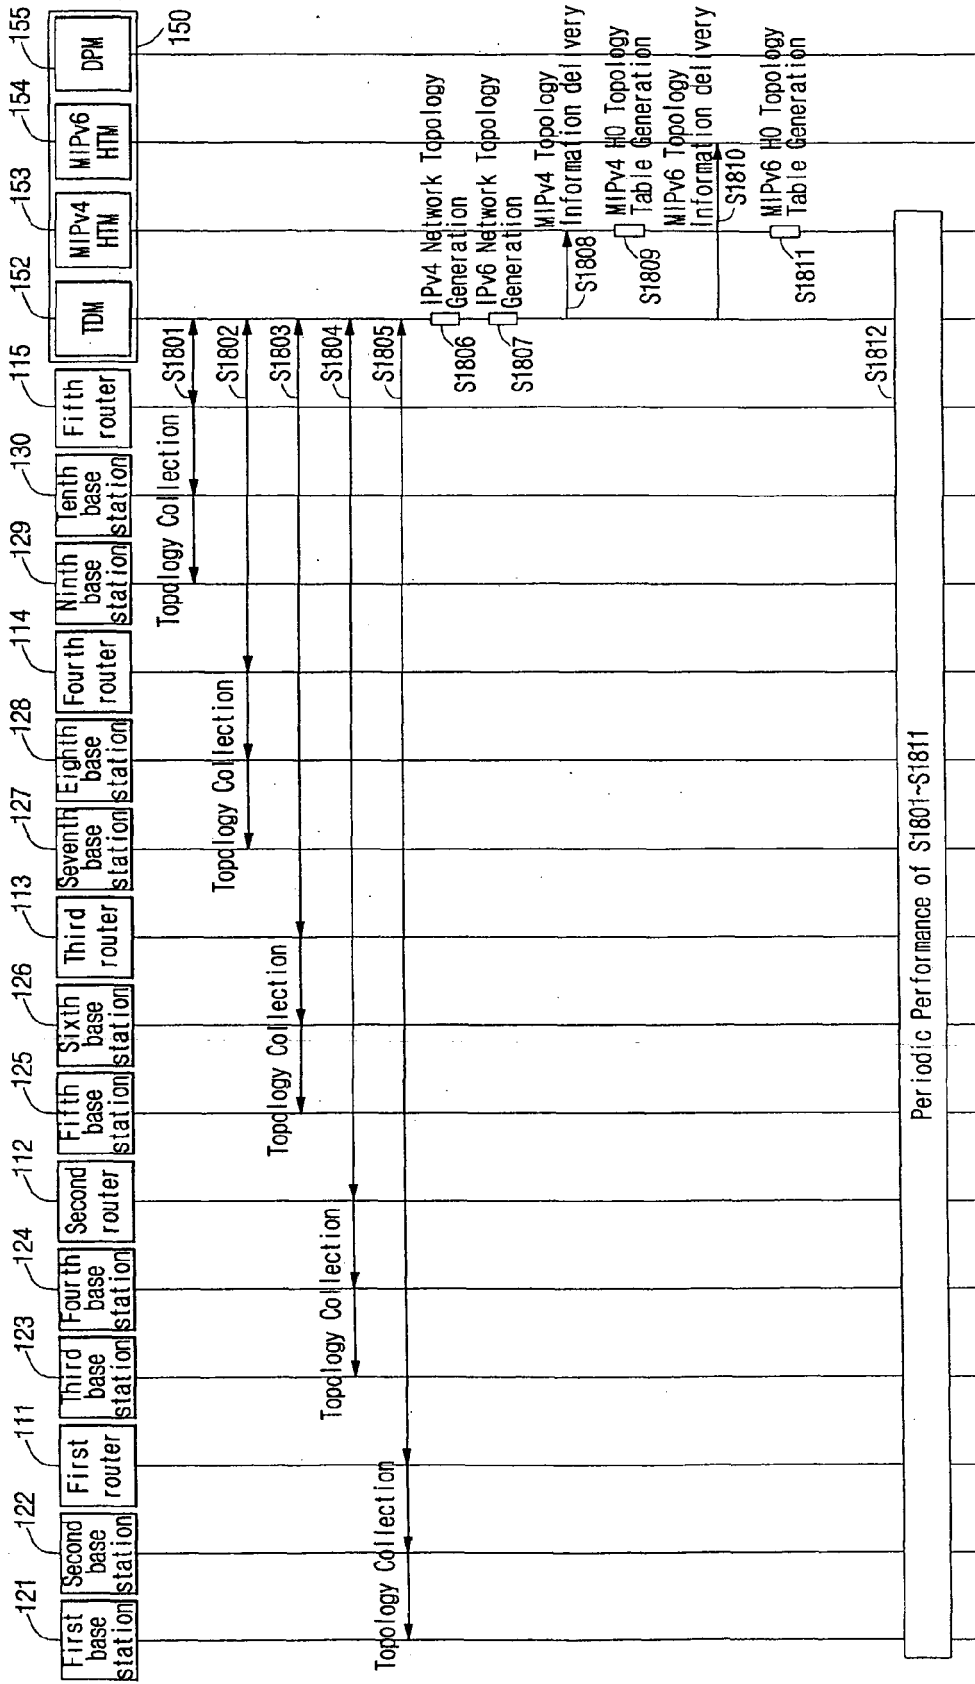 121
122
111
123
124
112
125
126
113
127
128
114
129
130
115
152
153
154
155
First
base
station
Second
base
station
First
router
Third
base
station
Fourth
base
station
Second
router
Fifth
base
station
Sixth
base
station
Third
router
Seventh
base
station
Eighth
base
station
Fourth
router
Ninth
base
station
Tenth
base
station
Fifth
router
TDM
MIPv4
HTM
MIPv6
HTM
DPM
150
Topology Collection
S1801
Topology Collection
S1802
Topology Collection
S1803
Topology Collection
S1804
Topology Collection
S1805
IPv4 Network Topology
Generation
S1806
IPv6 Network Topology
Generation
S1807
MIPv4 Topology
Information delivery
S1808
MIPv4 HO Topology
Table Generation
S1809
MIPv6 Topology
Information delivery
S1810
MIPv6 HO Topology
Table Generation
S1811
S1812
Periodic Performance of S1801~S1811